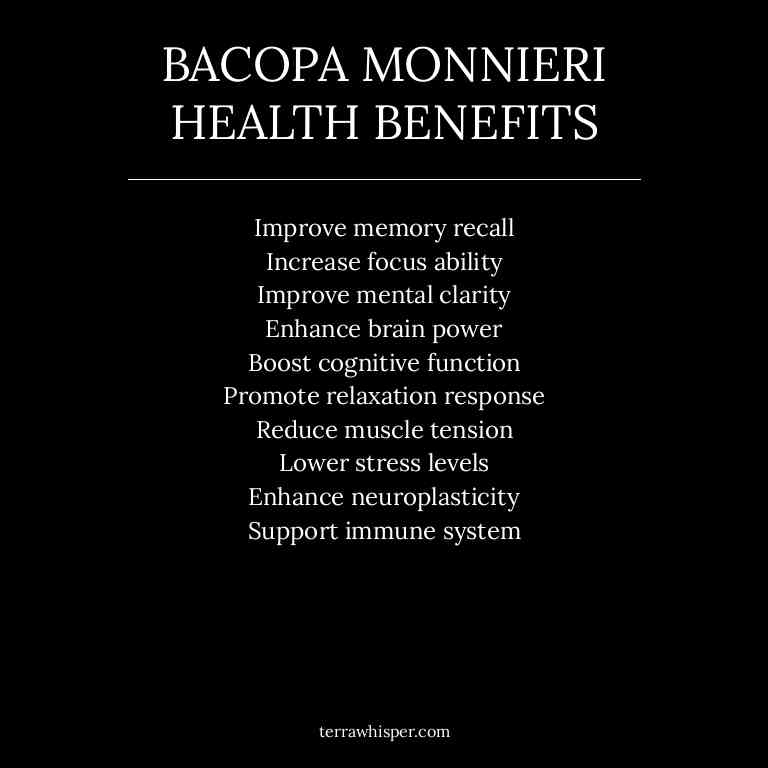 BACOPA MONNIERI
HEALTH BENEFITS
Improve memory recall
Increase focus ability
Improve mental clarity
Enhance brain power
Boost cognitive function
Promote relaxation response
Reduce muscle tension
Lower stress levels
Enhance neuroplasticity
Support immune system
terrawhisper.com